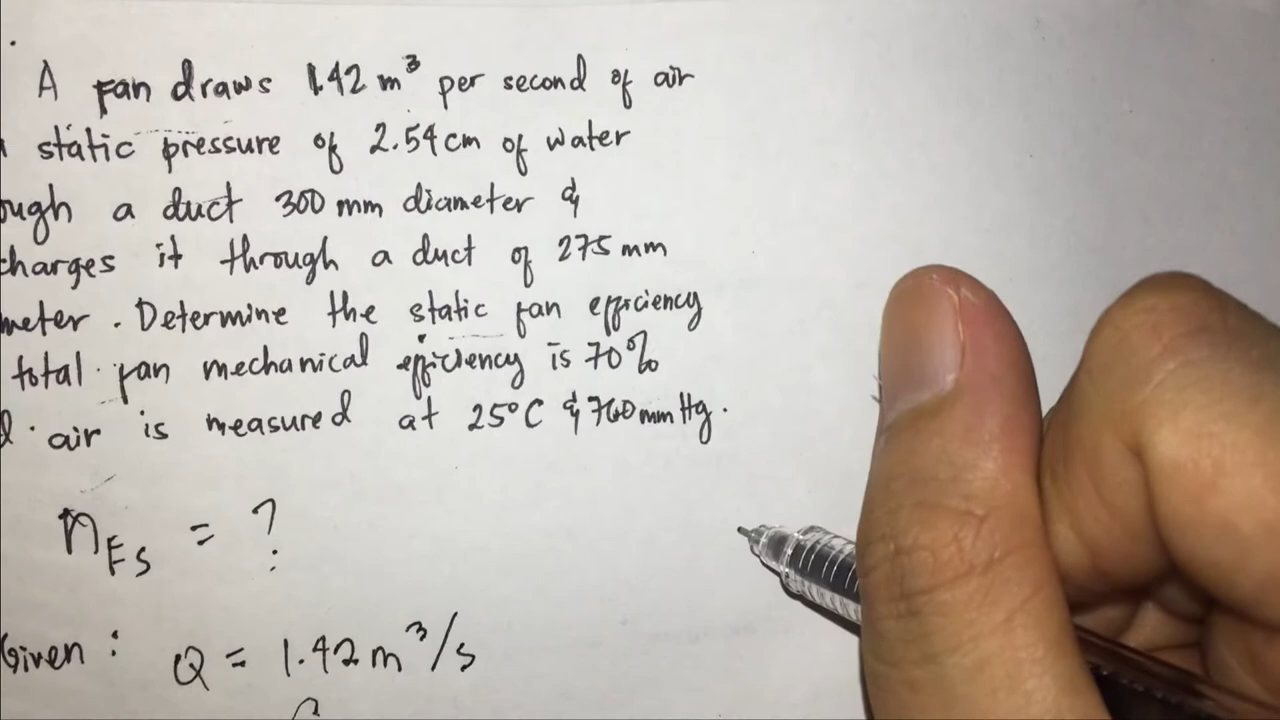 A fan draws 1.42 m³ per second of air
static pressure of 2.54 cm of water
ough a duct 300 mm diameter &
charges it through a duct of 275 mm
meter. Determine the static fan efficiency
total fan mechanical efficiency is 70%
air is measured at 25°C & 760 mm Hg.
η_FS = ?
Given: Q = 1.42 m³/s